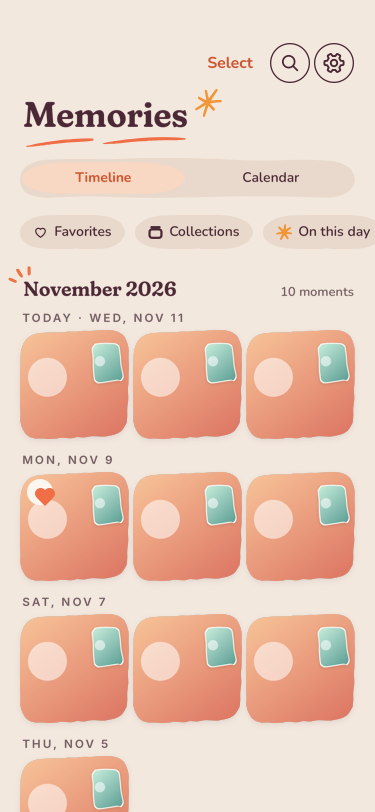 Select
Memories
Timeline
Calendar
Favorites
Collections
On this day
November 2026
10 moments
TODAY · WED, NOV 11
MON, NOV 9
SAT, NOV 7
THU, NOV 5